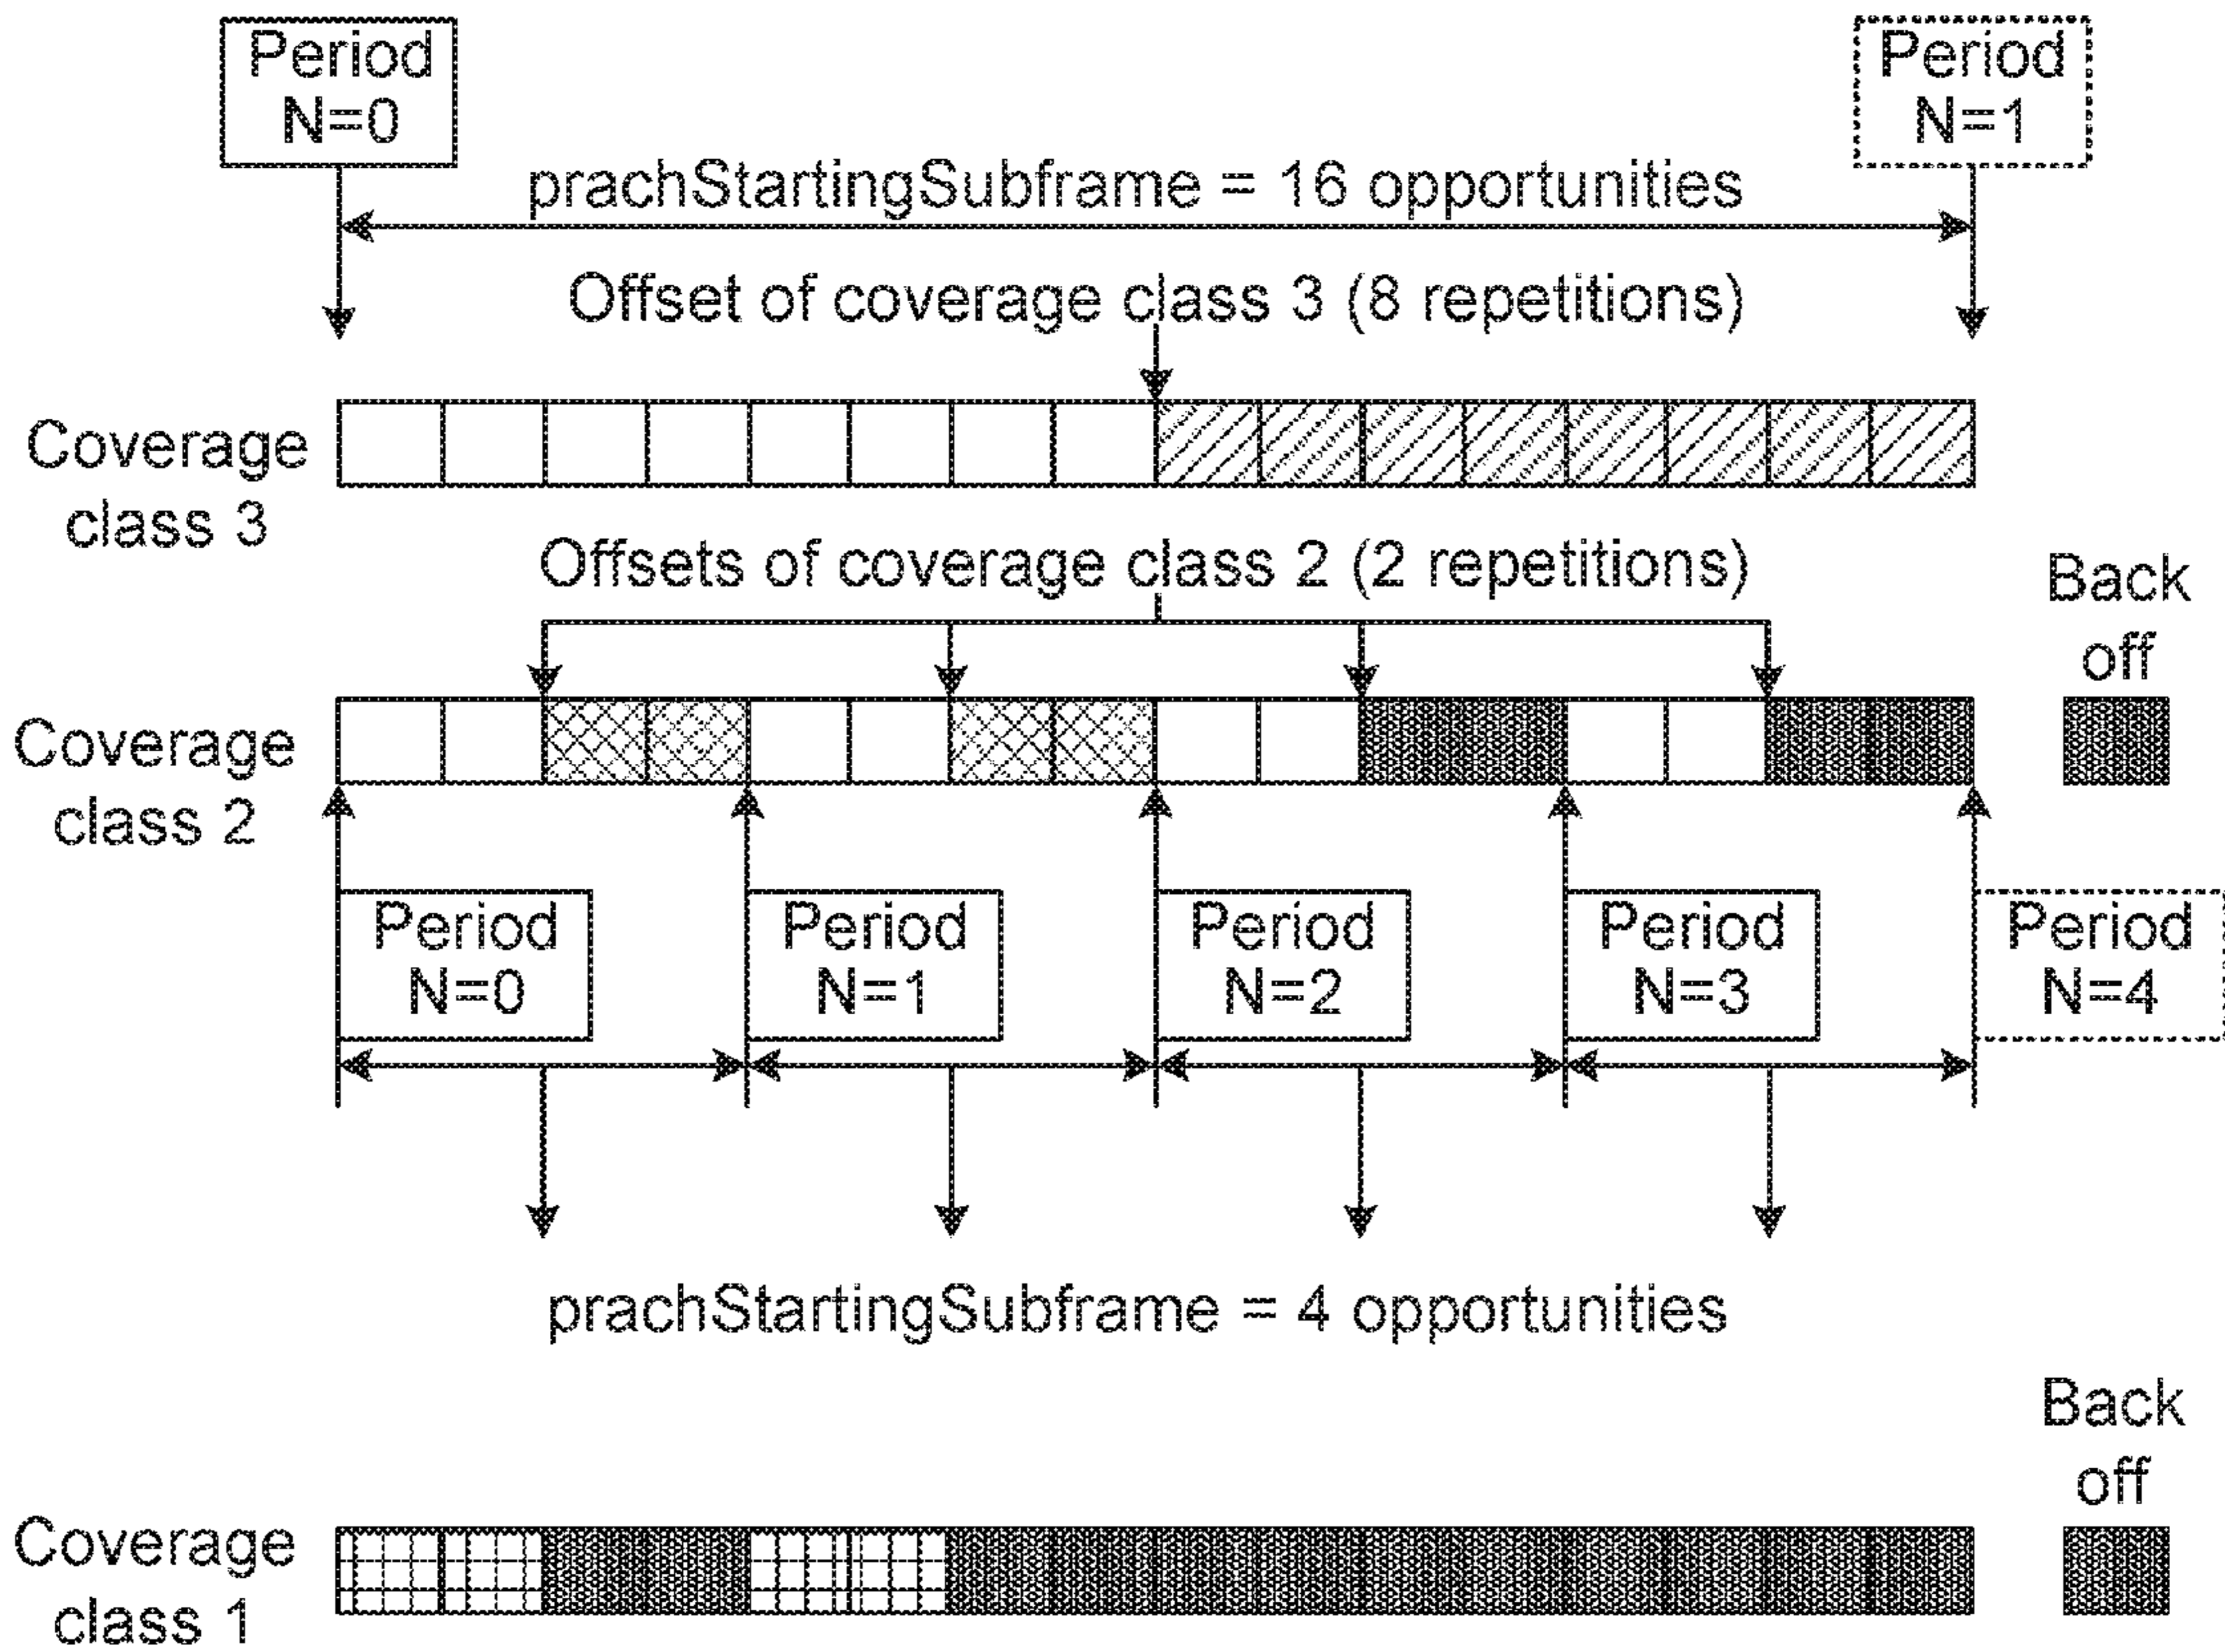 Period
N=0
Period
N=1
prachStartingSubframe = 16 opportunities
Offset of coverage class 3 (8 repetitions)
Coverage
class 3
Offsets of coverage class 2 (2 repetitions)
Back
off
Coverage
class 2
Period
N=0
Period
N=1
Period
N=2
Period
N=3
Period
N=4
prachStartingSubframe = 4 opportunities
Back
off
Coverage
class 1